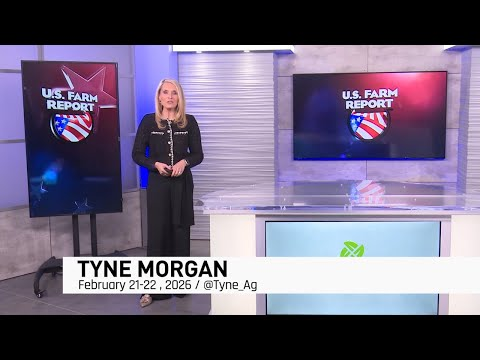 U.S. FARM
REPORT
U.S. FARM
REPORT
TYNE MORGAN
February 21-22 , 2026 / @Tyne_Ag